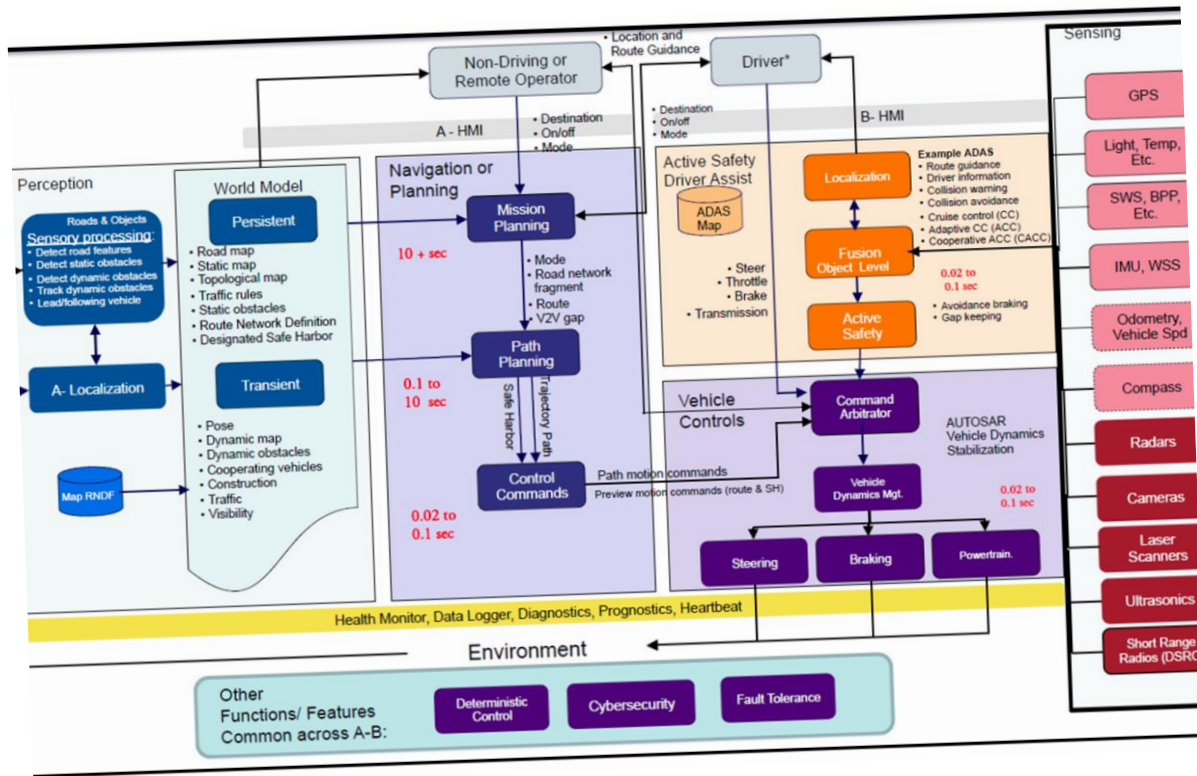 Non-Driving or
Remote Operator
• Location and
Route Guidance
Driver*
Sensing
A - HMI
B- HMI
• Destination
• On/off
• Mode
• Destination
• On/off
• Mode
Perception
Roads & Objects
Sensory processing:
• Detect road features
• Detect static obstacles
• Detect dynamic obstacles
• Track dynamic obstacles
• Lead/following vehicle
A- Localization
Map RNDF
World Model
Persistent
• Road map
• Static map
• Topological map
• Traffic rules
• Static obstacles
• Route Network Definition
• Designated Safe Harbor
Transient
• Pose
• Dynamic map
• Dynamic obstacles
• Cooperating vehicles
• Construction
• Traffic
• Visibility
Navigation or
Planning
Mission
Planning
10 + sec
• Mode
• Road network
fragment
• Route
• V2V gap
Path
Planning
0.1 to
10 sec
Safe Harbor
Trajectory Path
Control
Commands
0.02 to
0.1 sec
Path motion commands
Preview motion commands (route & SH)
Active Safety
Driver Assist
ADAS
Map
Localization
Example ADAS
• Route guidance
• Driver information
• Collision warning
• Collision avoidance
• Cruise control (CC)
• Adaptive CC (ACC)
• Cooperative ACC (CACC)
Fusion
Object Level
• Steer
• Throttle
• Brake
• Transmission
0.02 to
0.1 sec
• Avoidance braking
• Gap keeping
Active
Safety
Vehicle
Controls
Command
Arbitrator
AUTOSAR
Vehicle Dynamics
Stabilization
Vehicle
Dynamics Mgt.
0.02 to
0.1 sec
Steering
Braking
Powertrain.
GPS
Light, Temp,
Etc.
SWS, BPP,
Etc.
IMU, WSS
Odometry,
Vehicle Spd
Compass
Radars
Cameras
Laser
Scanners
Ultrasonics
Short Range
Radios (DSRC
Health Monitor, Data Logger, Diagnostics, Prognostics, Heartbeat
Environment
Other
Functions/ Features
Common across A-B:
Deterministic
Control
Cybersecurity
Fault Tolerance